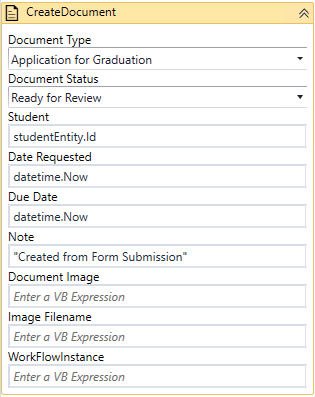 CreateDocument
Document Type
Application for Graduation
Document Status
Ready for Review
Student
studentEntity.Id
Date Requested
datetime.Now
Due Date
datetime.Now
Note
"Created from Form Submission"
Document Image
Enter a VB Expression
Image Filename
Enter a VB Expression
WorkFlowInstance
Enter a VB Expression